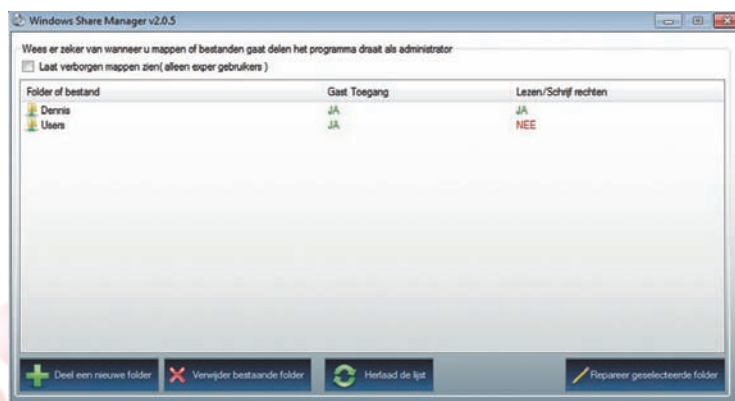 Windows Share Manager v2.0.5
Wees er zeker van wanneer u mappen of bestanden gaat delen het programma draait als administrator
Laat verborgen mappen zien( alleen exper gebruikers )
Folder of bestand Gast Toegang Lezen/Schrijf rechten
Dennis JA JA
Users JA NEE
Deel een nieuwe folder Verwijder bestaande folder Herlaad de lijst Repareer geselecteerde folder